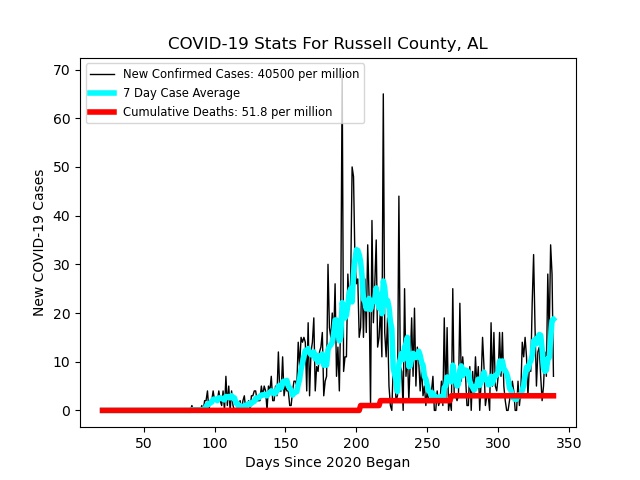 COVID-19 Stats For Russell County, AL
New Confirmed Cases: 40500 per million
7 Day Case Average
Cumulative Deaths: 51.8 per million
New COVID-19 Cases
70
60
50
40
30
20
10
0
50 100 150 200 250 300 350
Days Since 2020 Began